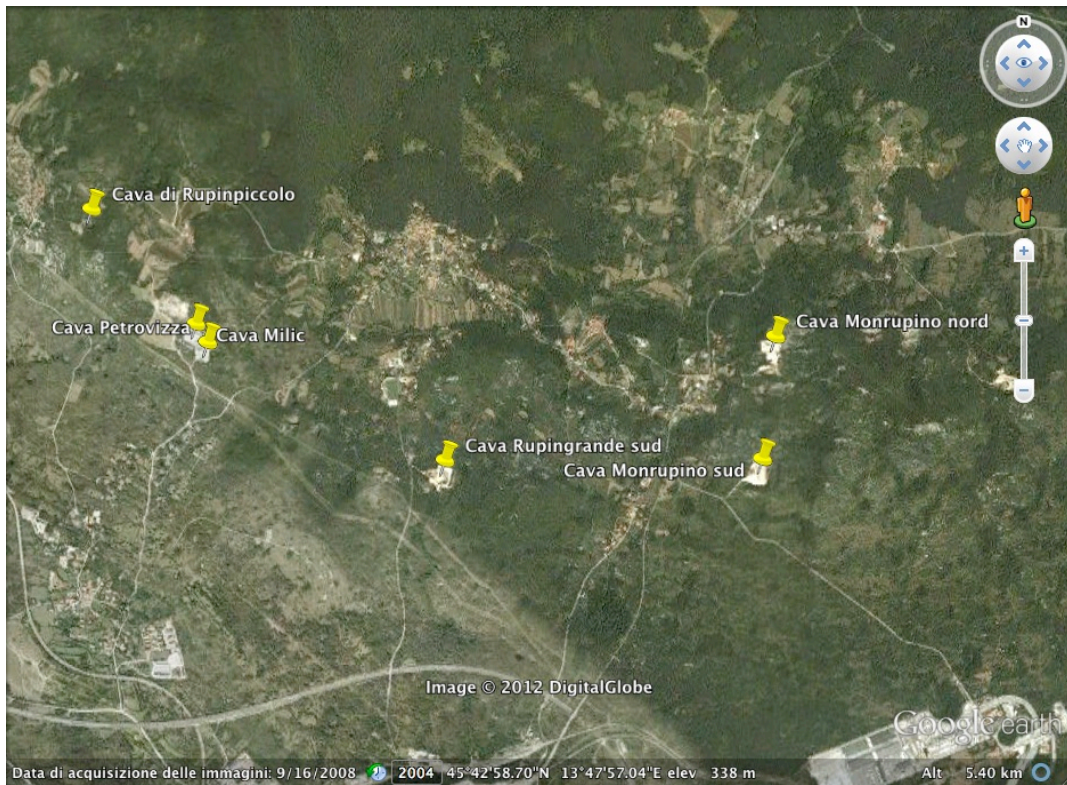 N
Cava di Rupinpiccolo
Cava Petrovizza
Cava Milic
Cava Monrupino nord
Cava Rupingrande sud
Cava Monrupino sud
Image © 2012 DigitalGlobe
Google earth
Data di acquisizione delle immagini: 9/16/2008 2004 45°42'58.70"N 13°47'57.04"E elev 338 m Alt 5.40 km